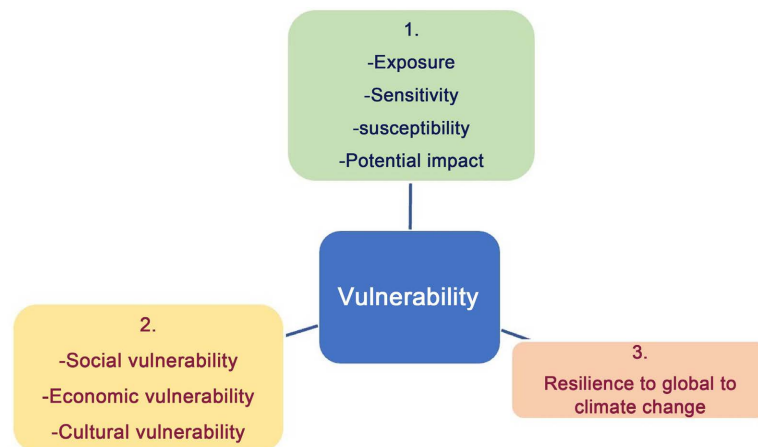 1.
-Exposure
-Sensitivity
-susceptibility
-Potential impact
Vulnerability
2.
-Social vulnerability
-Economic vulnerability
-Cultural vulnerability
3.
Resilience to global to
climate change